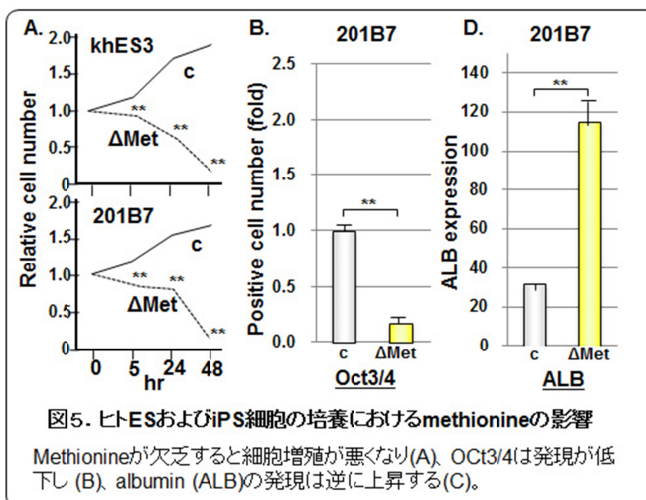 A.
khES3
2.0
1.5
1.0
0.5
0
c
**
**
**
ΔMet
201B7
2.0
1.5
1.0
0.5
0
c
**
**
**
ΔMet
Relative cell number
0
5
24
48
hr
B.
201B7
Positive cell number (fold)
2.5
2.0
1.5
1.0
0.5
0.0
**
c
ΔMet
Oct3/4
D.
201B7
ALB expression
140
120
100
80
60
40
20
0
**
c
ΔMet
ALB
図5. ヒトESおよびiPS細胞の培養におけるmethionineの影響
Methionineが欠乏すると細胞増殖が悪くなり(A)、OCt3/4は発現が低
下し (B)、albumin (ALB)の発現は逆に上昇する(C)。